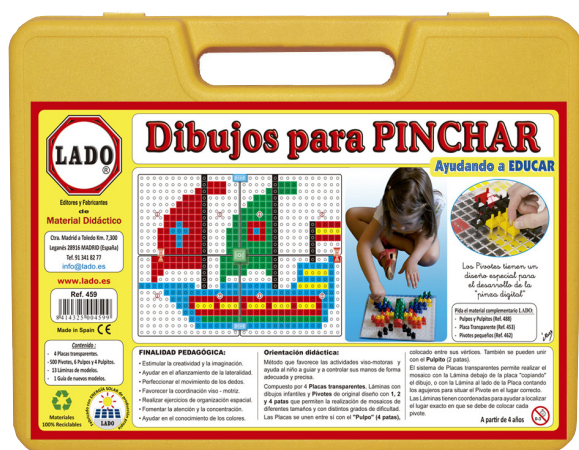 LADO
®
Editores y Fabricantes
de
Material Didáctico
Ctra. Madrid a Toledo Km. 7,300
Leganés 28916 MADRID (España)
Tel. 91 341 82 77
info@lado.es
www.lado.es
Ref. 459
8414325004599
Made in Spain CE
Contenido :
- 4 Placas transparentes.
- 500 Pivotes, 6 Pulpos y 4 Pulpitos.
- 13 Láminas de modelos.
- 1 Guía de nuevos modelos.
Materiales
100% Reciclables
LADO
Dibujos para PINCHAR
Ayudando a EDUCAR
Los Pivotes tienen un
diseño especial para
el desarrollo de la
"pinza digital"
Pida el material complementario LADO:
- Pulpos y Pulpitos (Ref. 488)
- Placa Transparente (Ref. 453)
- Pivotes pequeños (Ref. 462)
FINALIDAD PEDAGÓGICA:
- Estimular la creatividad y la imaginación.
- Ayudar en el afianzamiento de la lateralidad.
- Perfeccionar el movimiento de los dedos.
- Favorecer la coordinación viso - motriz.
- Realizar ejercicios de organización espacial.
- Fomentar la atención y la concentración.
- Ayudar en el conocimiento de los colores.
Orientación didáctica:
Método que favorece las actividades viso-motoras y
ayuda al niño a guiar y a controlar sus manos de forma
adecuada y precisa.
Compuesto por 4 Placas transparentes, Láminas con
dibujos infantiles y Pivotes de original diseño con 1, 2
y 4 patas que permiten la realización de mosaicos de
diferentes tamaños y con distintos grados de dificultad.
Las Placas se unen entre sí con el "Pulpo" (4 patas),
colocado entre sus vértices. También se pueden unir
con el Pulpito (2 patas).
El sistema de Placas transparentes permite realizar el
mosaico con la Lámina debajo de la placa "copiando"
el dibujo, o con la Lámina al lado de la Placa contando
los agujeros para situar el Pivote en el lugar correcto.
Las Láminas tienen coordenadas para ayudar a localizar
el lugar exacto en que se debe de colocar cada
pivote.
A partir de 4 años
0-3